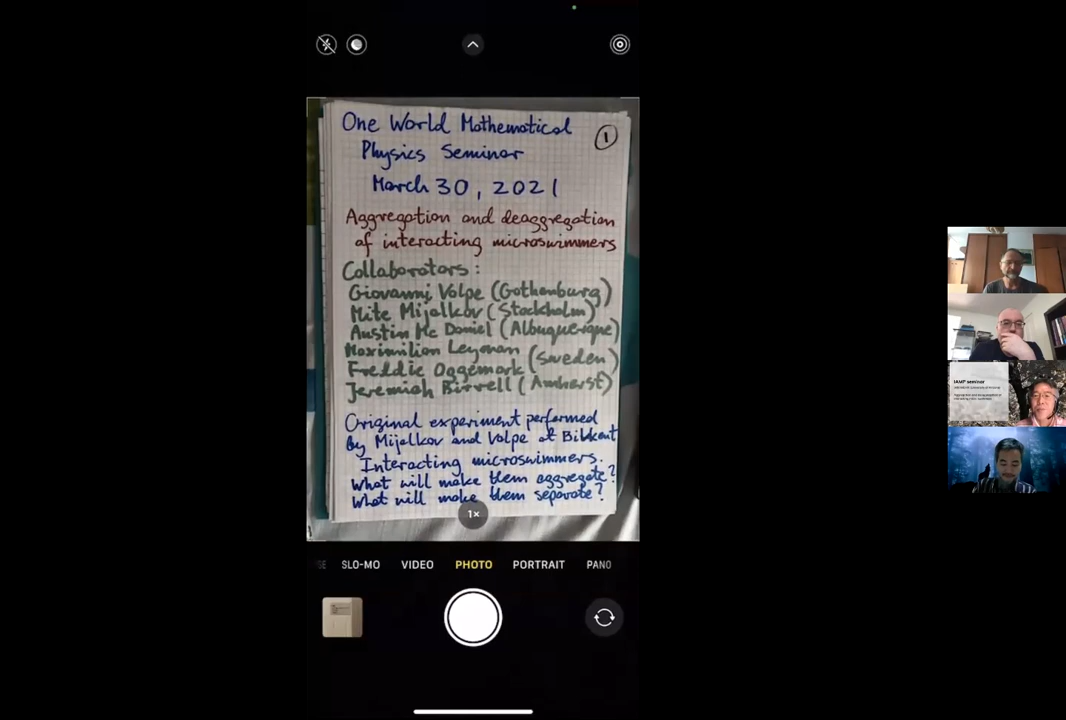 One World Mathematical
①
Physics Seminar
March 30, 2021
Aggregation and deaggregation
of interacting microswimmers
Collaborators:
Giovanni Volpe (Gothenburg)
Mite Mijalkov (Stockholm)
Austin Mc Daniel (Albuquerque)
Maximilian Leyman
Freddie Oggemark (Sweden)
Jeremiah Birrell (Amherst)
Original experiment performed
by Mijalkov and Volpe at Bilkent
Interacting microswimmers.
What will make them aggregate?
What will make them separate?
1×
SLO-MO VIDEO PHOTO PORTRAIT PANO
IAMP seminar